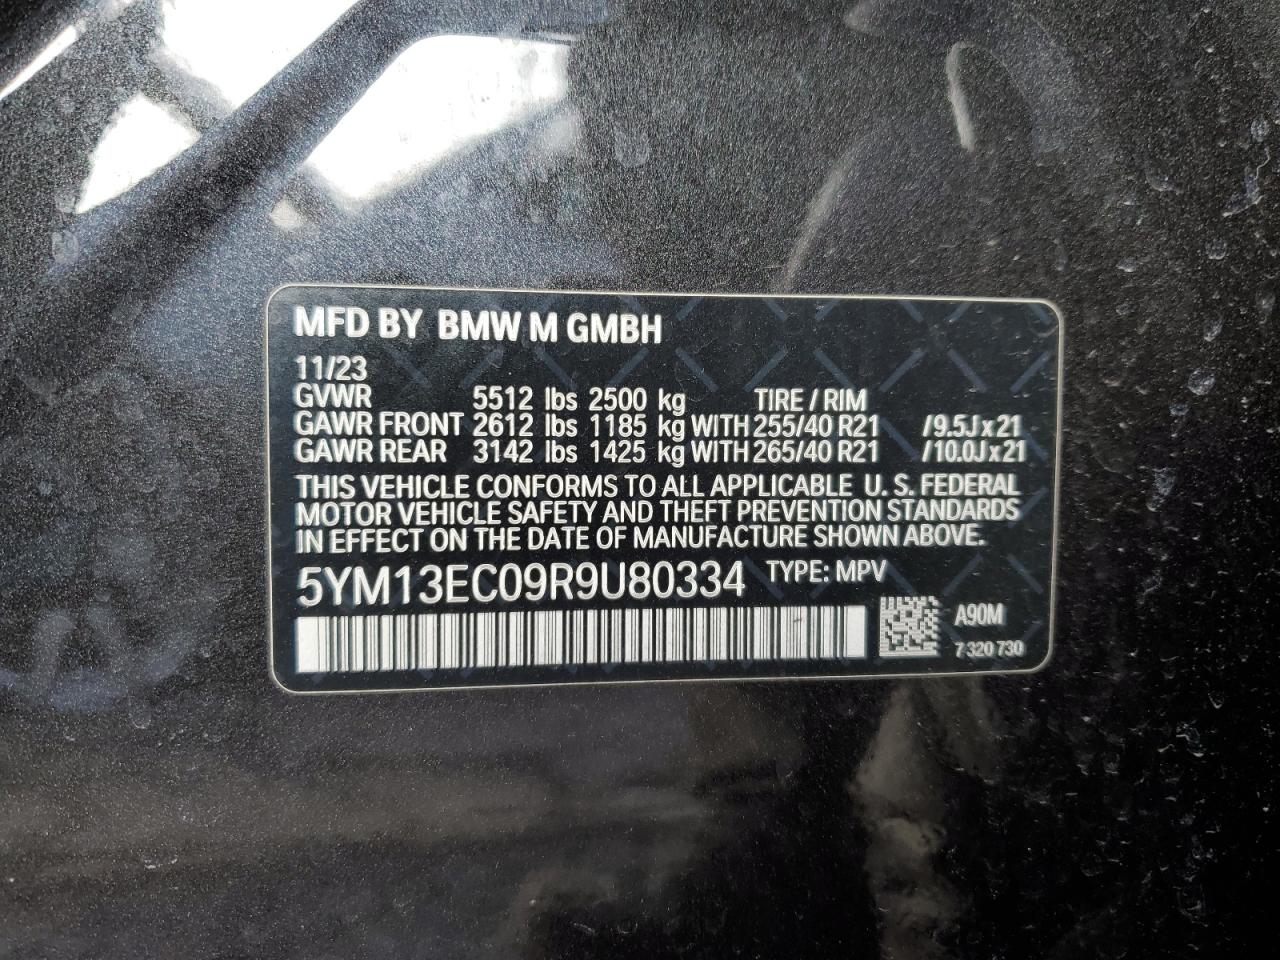 MFD BY BMW M GMBH
11/23
GVWR 5512 lbs 2500 kg TIRE / RIM
GAWR FRONT 2612 lbs 1185 kg WITH 255/40 R21 /9.5J x 21
GAWR REAR 3142 lbs 1425 kg WITH 265/40 R21 /10.0J x 21
THIS VEHICLE CONFORMS TO ALL APPLICABLE U. S. FEDERAL
MOTOR VEHICLE SAFETY AND THEFT PREVENTION STANDARDS
IN EFFECT ON THE DATE OF MANUFACTURE SHOWN ABOVE.
5YM13EC09R9U80334 TYPE: MPV
A90M
7 320 730